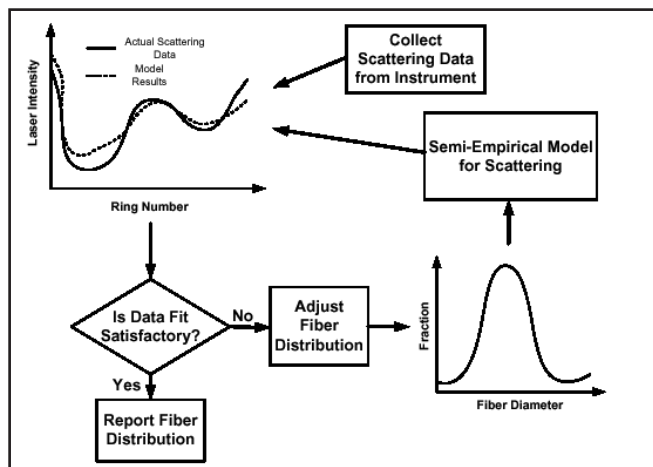 Actual Scattering
Data
Model
Results
Laser Intensity
Ring Number
Collect
Scattering Data
from Instrument
Semi-Empirical Model
for Scattering
Is Data Fit
Satisfactory?
No
Yes
Adjust
Fiber
Distribution
Fraction
Fiber Diameter
Report Fiber
Distribution